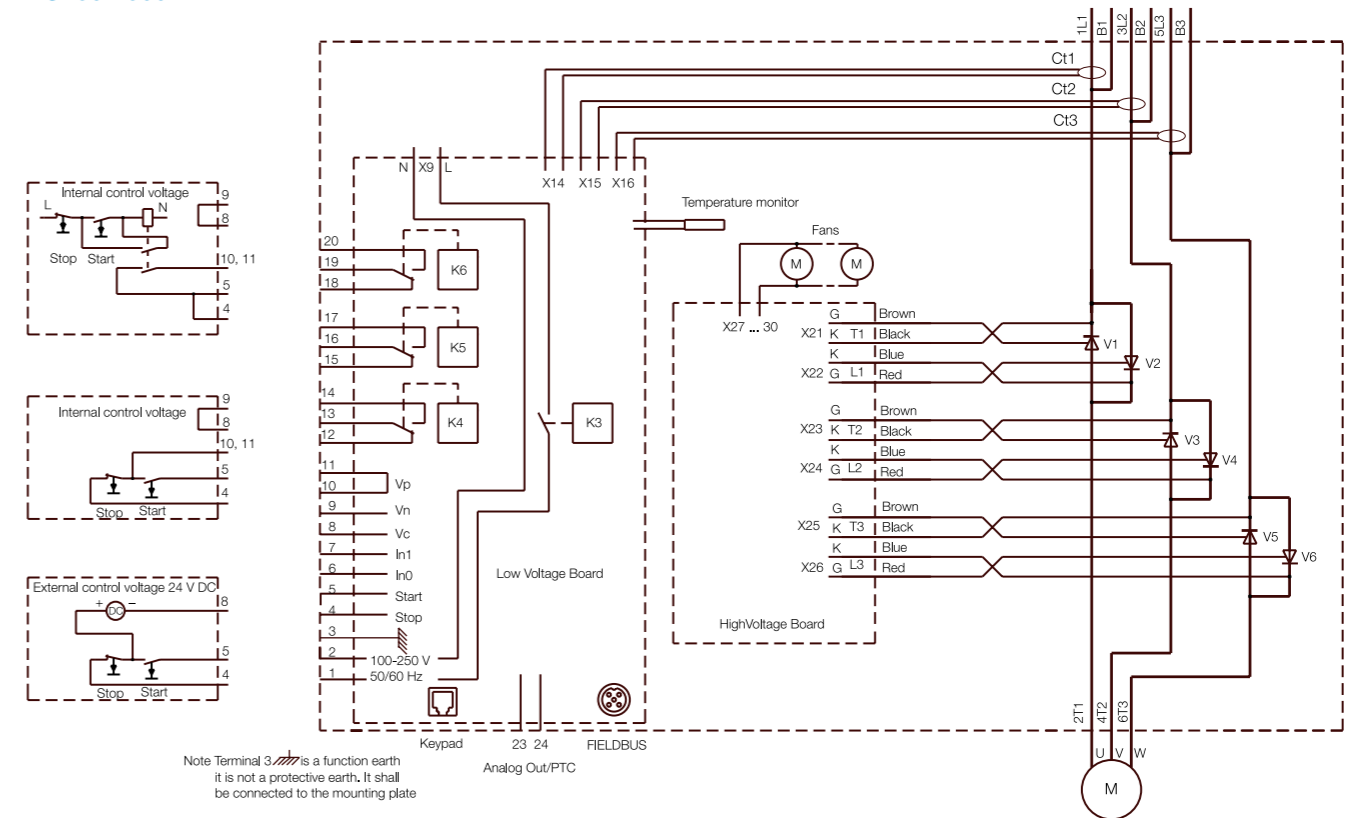 1L1
B1
3L2
B2
5L3
B3
Ct1
Ct2
Ct3
N X9 L
X14 X15 X16
Temperature monitor
Fans
M M
X27 ... 30
Internal control voltage
L N
Stop Start
9
8
10, 11
5
4
Internal control voltage
9
8
10, 11
5
4
Stop Start
External control voltage 24 V DC
+ DC −
8
5
4
Stop Start
20
19
18
K6
17
16
15
K5
14
13
12
K4
K3
11
10 Vp
9 Vn
8 Vc
7 In1
6 In0
5 Start
4 Stop
3
2 100-250 V
1 50/60 Hz
Low Voltage Board
Keypad
23 24
Analog Out/PTC
FIELDBUS
G Brown
X21 K T1 Black
K Blue
X22 G L1 Red
G Brown
X23 K T2 Black
K Blue
X24 G L2 Red
G Brown
X25 K T3 Black
K Blue
X26 G L3 Red
HighVoltage Board
V1
V2
V3
V4
V5
V6
2T1
4T2
6T3
U V W
M
Note Terminal 3 is a function earth
it is not a protective earth. It shall
be connected to the mounting plate